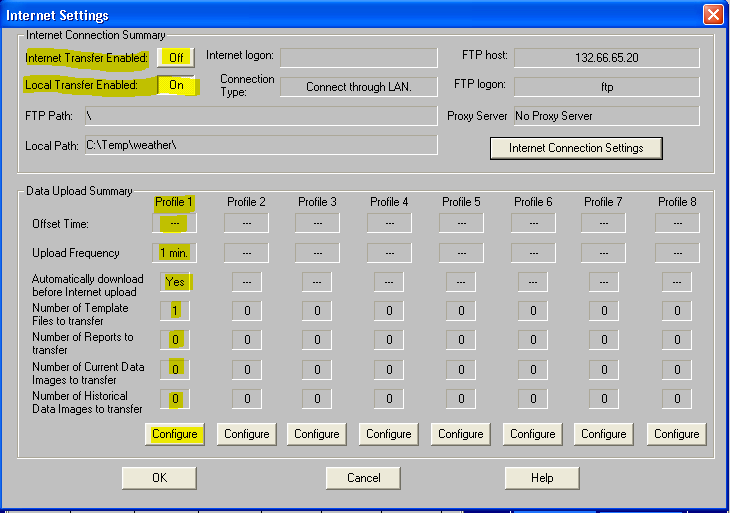 Internet Settings
Internet Connection Summary
Internet Transfer Enabled: Off Internet logon: FTP host: 132.66.65.20
Local Transfer Enabled: On Connection Type: Connect through LAN. FTP logon: ftp
FTP Path: \ Proxy Server No Proxy Server
Local Path: C:\Temp\weather\ Internet Connection Settings
Data Upload Summary
Profile 1 Profile 2 Profile 3 Profile 4 Profile 5 Profile 6 Profile 7 Profile 8
Offset Time: --- --- --- --- --- --- --- ---
Upload Frequency 1 min. --- --- --- --- --- --- ---
Automatically download before Internet upload Yes --- --- --- --- --- --- ---
Number of Template Files to transfer 1 0 0 0 0 0 0 0
Number of Reports to transfer 0 0 0 0 0 0 0 0
Number of Current Data Images to transfer 0 0 0 0 0 0 0 0
Number of Historical Data Images to transfer 0 0 0 0 0 0 0 0
Configure Configure Configure Configure Configure Configure Configure Configure
OK Cancel Help